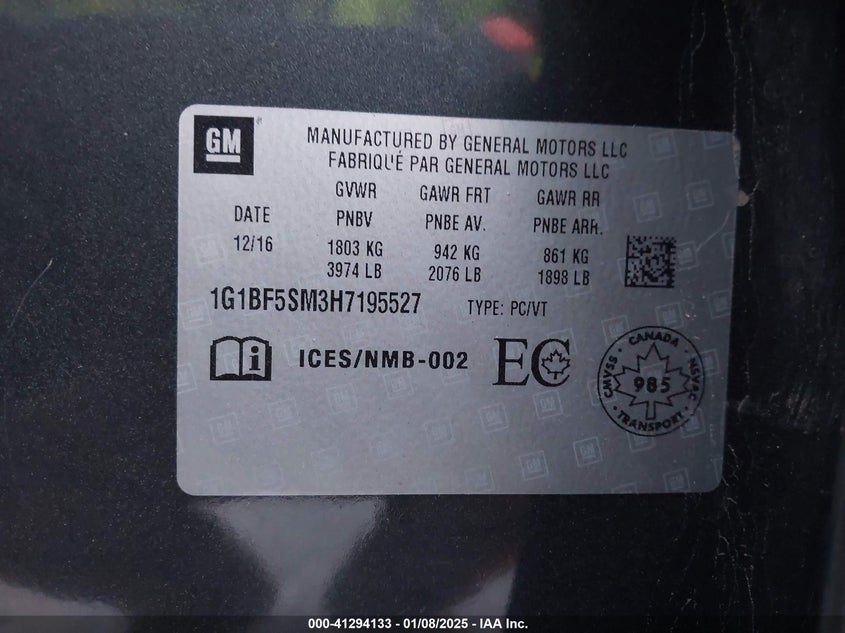 GM
MANUFACTURED BY GENERAL MOTORS LLC
FABRIQUÉ PAR GENERAL MOTORS LLC
GVWR GAWR FRT GAWR RR
DATE PNBV PNBE AV. PNBE ARR.
12/16 1803 KG 942 KG 861 KG
3974 LB 2076 LB 1898 LB
1G1BF5SM3H7195527 TYPE: PC/VT
ICES/NMB-002 EC
CANADA
CMVSS 985 NSVAC
TRANSPORT
000-41294133 - 01/08/2025 - IAA Inc.